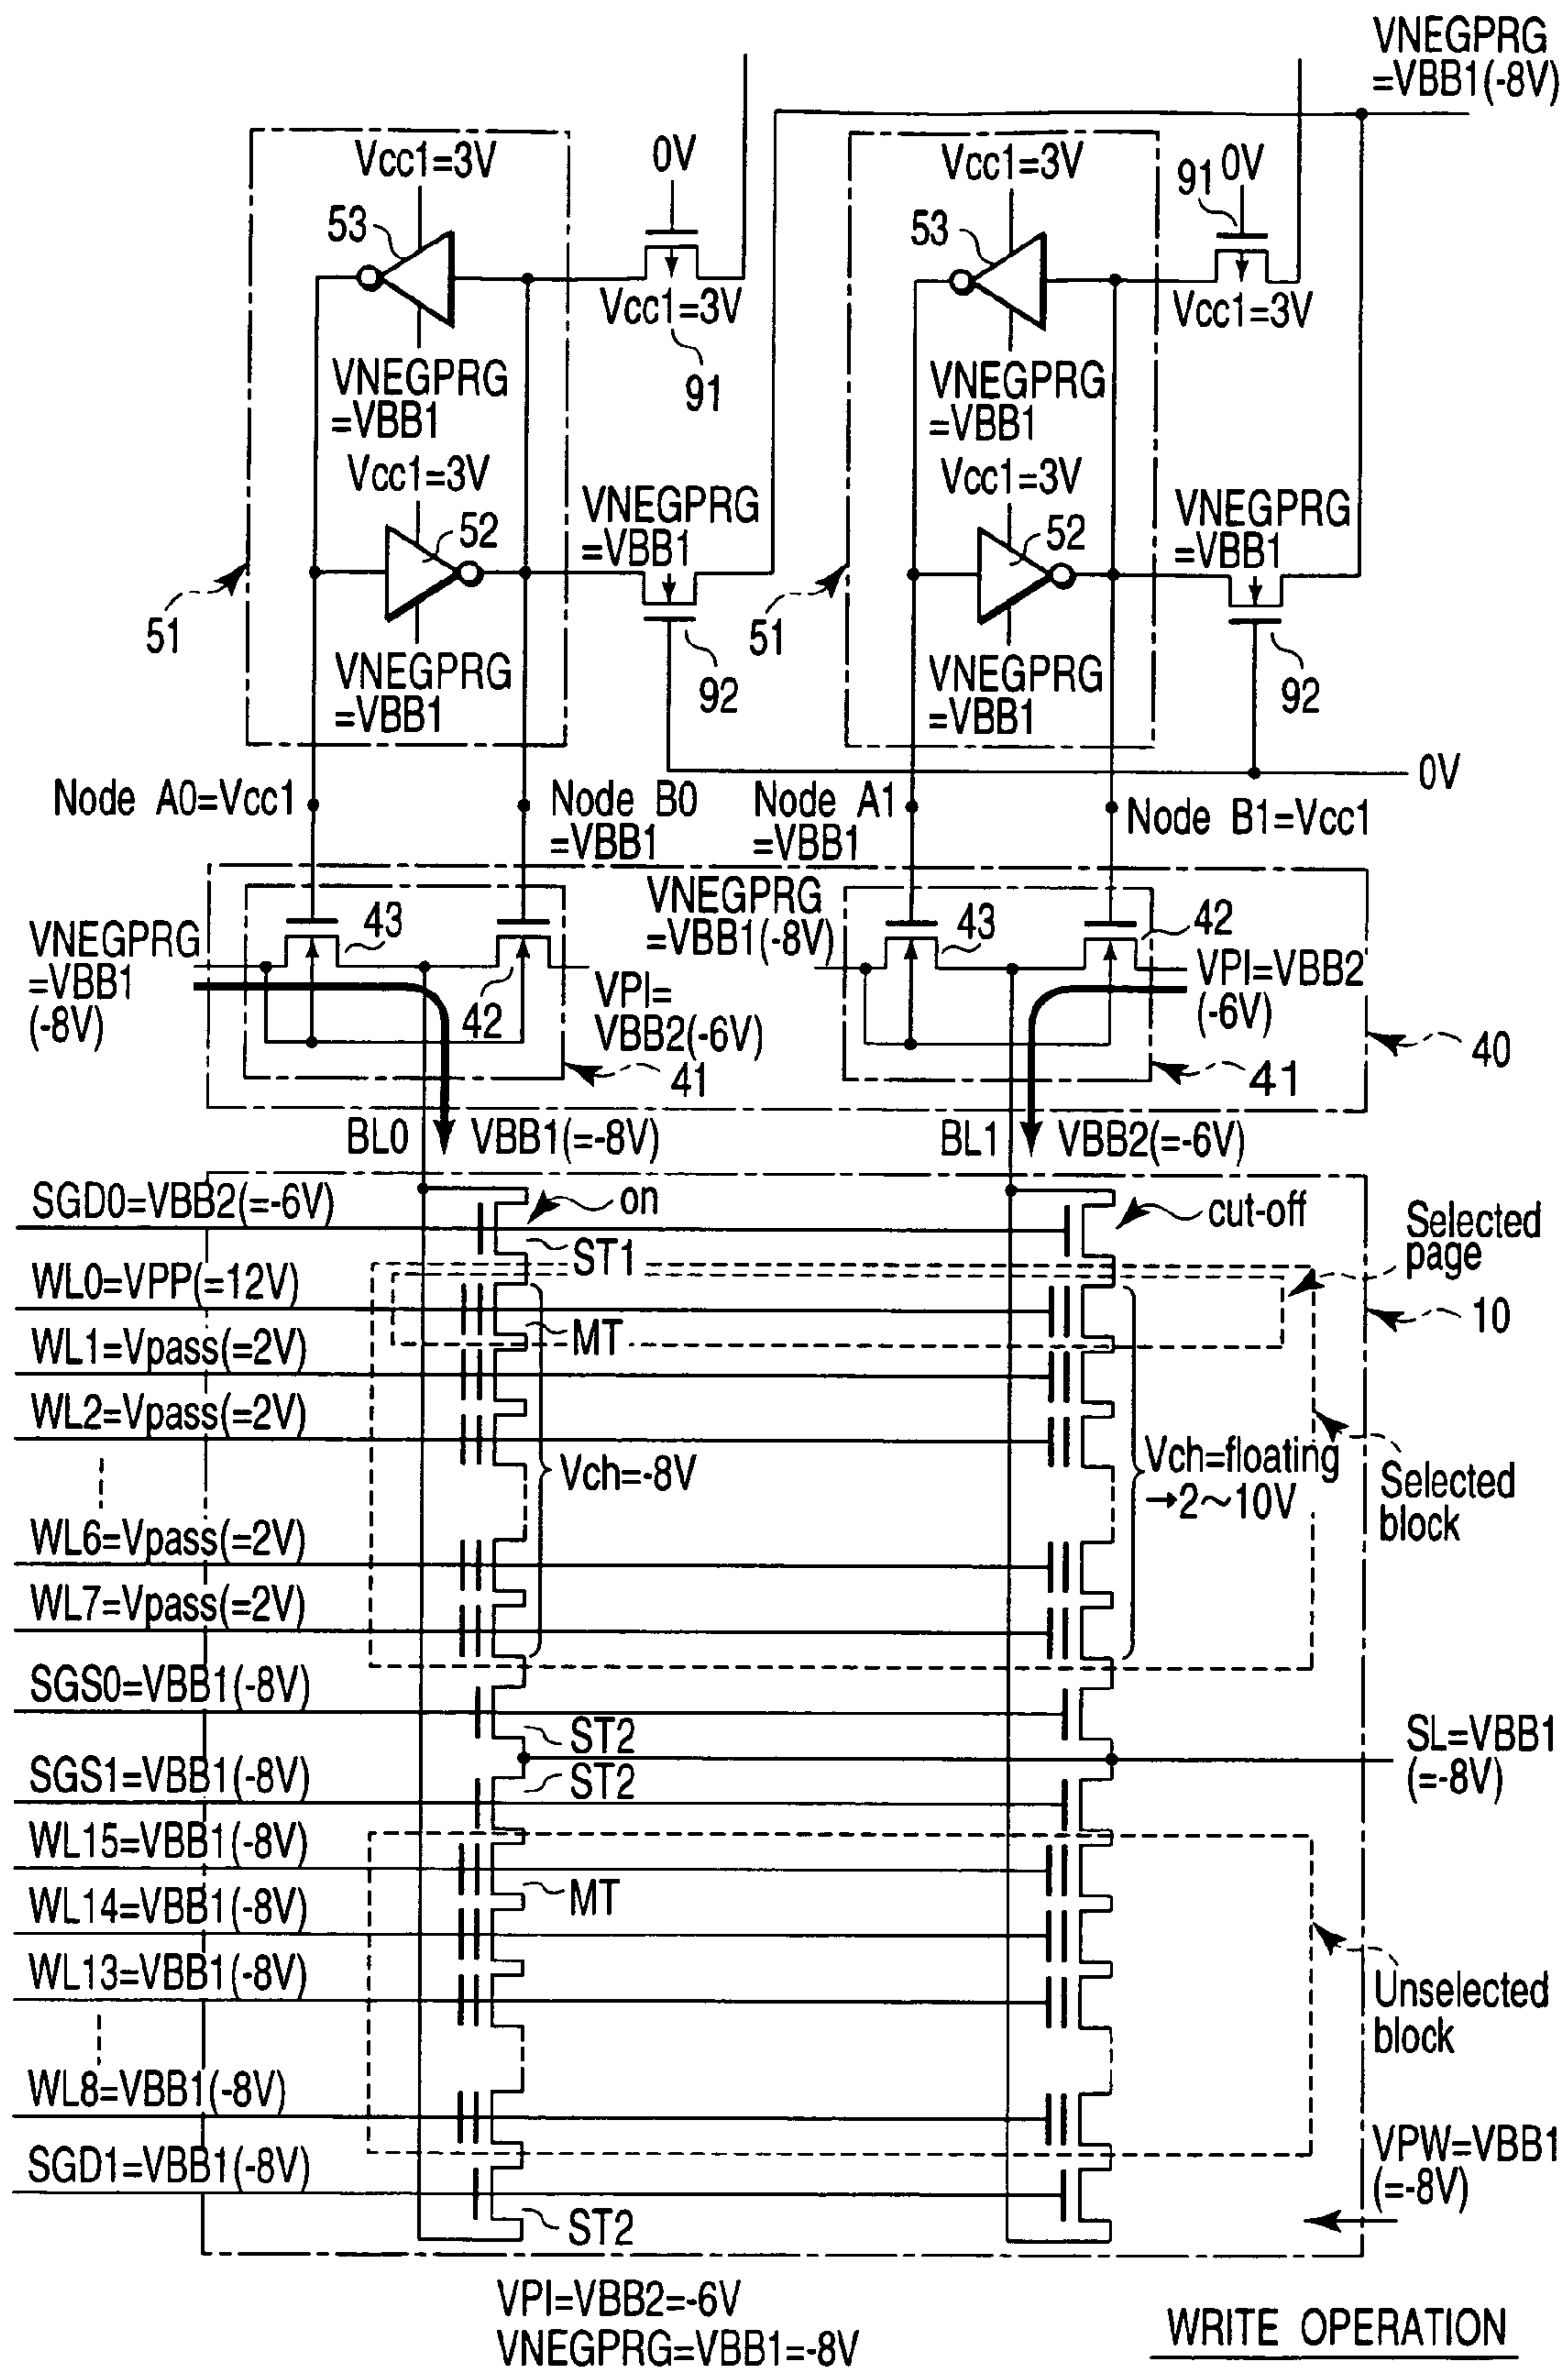 VNEGPRG
=VBB1(-8V)
Vcc1=3V
0V
Vcc1=3V
91
0V
53
53
Vcc1=3V
91
Vcc1=3V
VNEGPRG
=VBB1
VNEGPRG
=VBB1
Vcc1=3V
52
VNEGPRG
=VBB1
Vcc1=3V
52
VNEGPRG
=VBB1
51
VNEGPRG
=VBB1
92
51
VNEGPRG
=VBB1
92
0V
Node A0=Vcc1
Node B0
=VBB1
Node A1
=VBB1
Node B1=Vcc1
VNEGPRG
=VBB1
(-8V)
43
42
VPI=
VBB2(-6V)
41
VNEGPRG
=VBB1(-8V)
43
42
VPI=VBB2
(-6V)
41
40
BL0
VBB1(=-8V)
BL1
VBB2(=-6V)
SGD0=VBB2(=-6V)
on
ST1
cut-off
Selected
page
WL0=VPP(=12V)
MT
10
WL1=Vpass(=2V)
WL2=Vpass(=2V)
Vch=-8V
Vch=floating
→2~10V
Selected
block
WL6=Vpass(=2V)
WL7=Vpass(=2V)
SGS0=VBB1(-8V)
ST2
SL=VBB1
(=-8V)
SGS1=VBB1(-8V)
ST2
WL15=VBB1(-8V)
MT
WL14=VBB1(-8V)
WL13=VBB1(-8V)
Unselected
block
WL8=VBB1(-8V)
SGD1=VBB1(-8V)
ST2
VPW=VBB1
(=-8V)
VPI=VBB2=-6V
VNEGPRG=VBB1=-8V
WRITE OPERATION